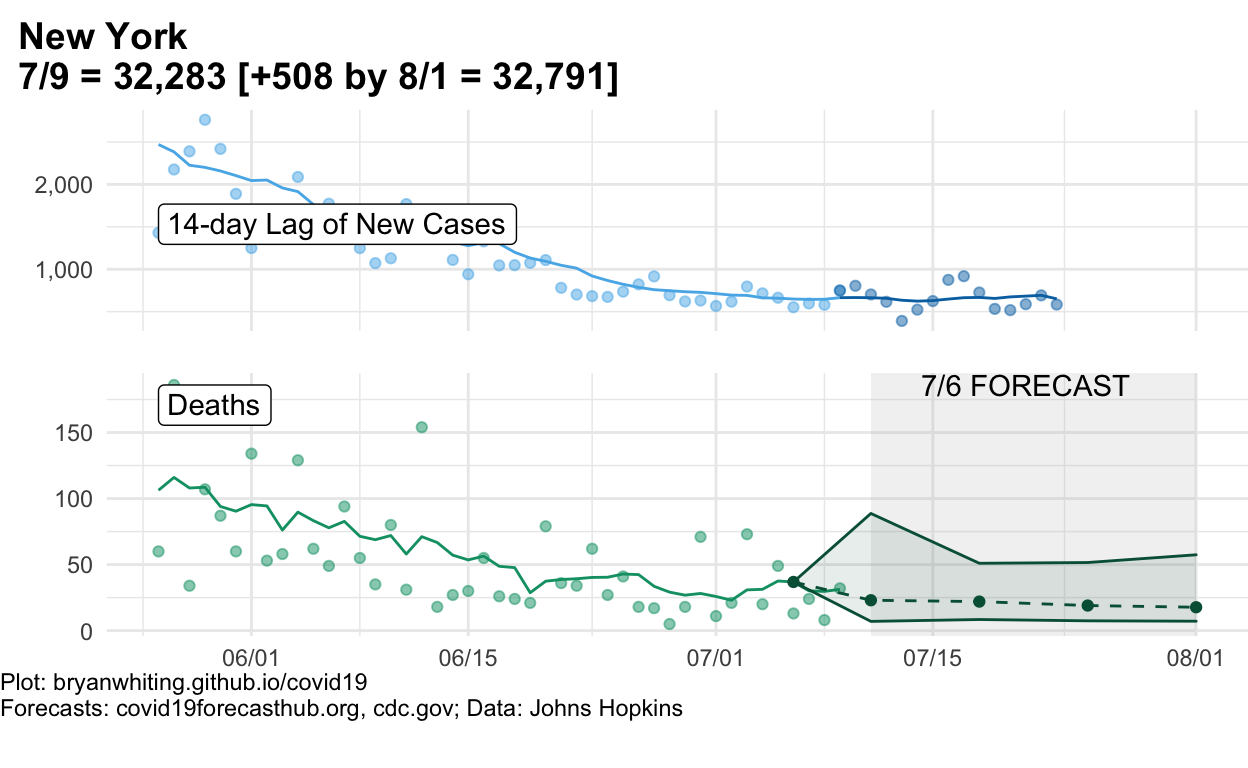 New York
7/9 = 32,283 [+508 by 8/1 = 32,791]
2,000
14-day Lag of New Cases
1,000
7/6 FORECAST
Deaths
150
100
50
0
06/01 06/15 07/01 07/15 08/01
Plot: bryanwhiting.github.io/covid19
Forecasts: covid19forecasthub.org, cdc.gov; Data: Johns Hopkins